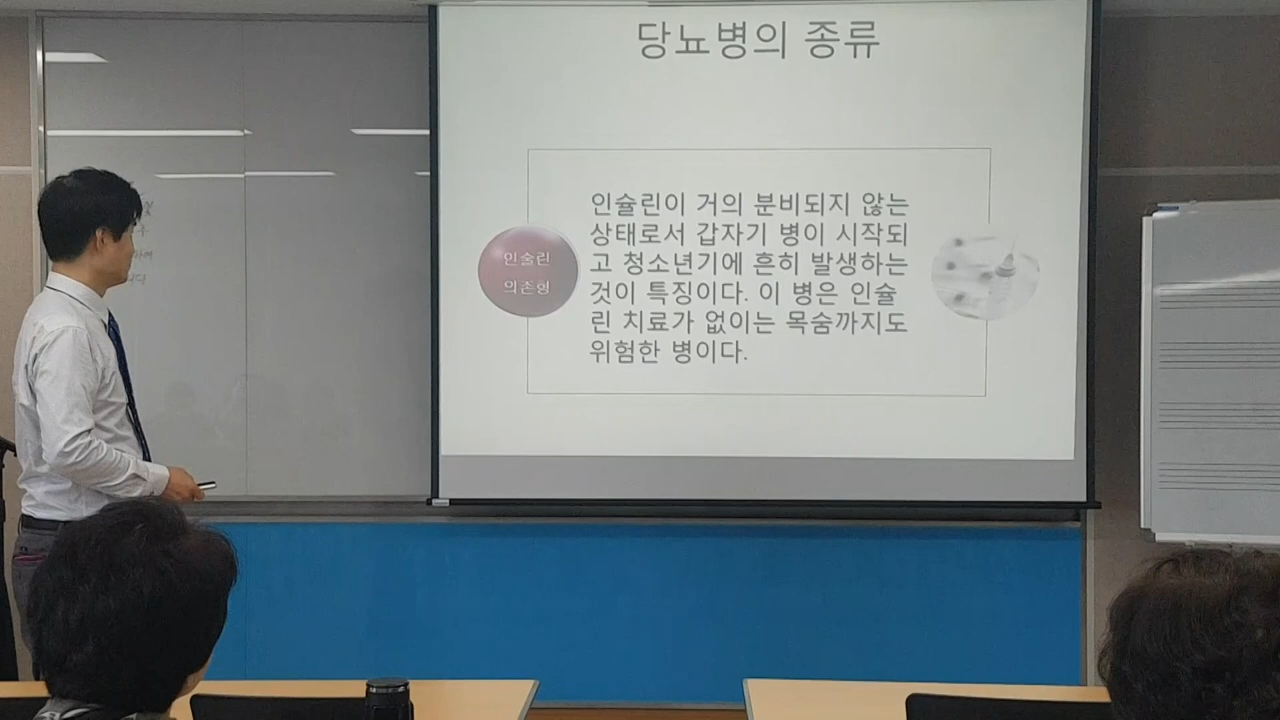 당뇨병의 종류
인슐린이 거의 분비되지 않는
상태로서 갑자기 병이 시작되
고 청소년기에 흔히 발생하는
것이 특징이다. 이 병은 인슐
린 치료가 없이는 목숨까지도
위험한 병이다.
인술린
의존형